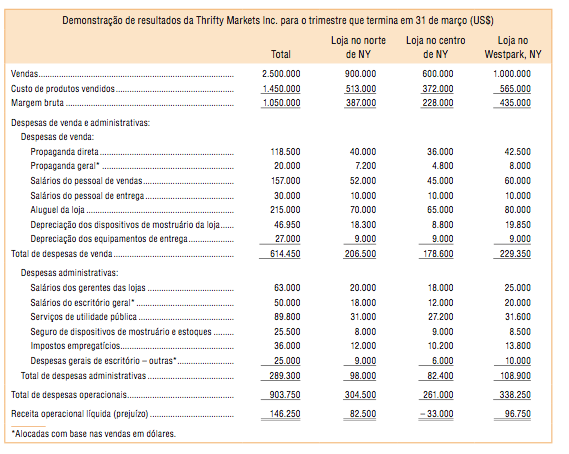 Demonstração de resultados da Thrifty Markets Inc. para o trimestre que termina em 31 de março (US$)
Loja no norte Loja no centro Loja no
Total de NY de NY Westpark, NY
Vendas 2.500.000 900.000 600.000 1.000.000
Custo de produtos vendidos 1.450.000 513.000 372.000 565.000
Margem bruta 1.050.000 387.000 228.000 435.000
Despesas de venda e administrativas:
Despesas de venda:
Propaganda direta 118.500 40.000 36.000 42.500
Propaganda geral* 20.000 7.200 4.800 8.000
Salários do pessoal de vendas 157.000 52.000 45.000 60.000
Salários do pessoal de entrega 30.000 10.000 10.000 10.000
Aluguel da loja 215.000 70.000 65.000 80.000
Depreciação dos dispositivos de mostruário da loja 46.950 18.300 8.800 19.850
Depreciação dos equipamentos de entrega 27.000 9.000 9.000 9.000
Total de despesas de venda 614.450 206.500 178.600 229.350
Despesas administrativas:
Salários dos gerentes das lojas 63.000 20.000 18.000 25.000
Salários do escritório geral* 50.000 18.000 12.000 20.000
Serviços de utilidade pública 89.800 31.000 27.200 31.600
Seguro de dispositivos de mostruário e estoques 25.500 8.000 9.000 8.500
Impostos empregatícios 36.000 12.000 10.200 13.800
Despesas gerais de escritório – outras* 25.000 9.000 6.000 10.000
Total de despesas administrativas 289.300 98.000 82.400 108.900
Total de despesas operacionais 903.750 304.500 261.000 338.250
Receita operacional líquida (prejuízo) 146.250 82.500 – 33.000 96.750
*Alocadas com base nas vendas em dólares.